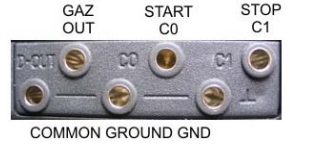 GAZ OUT
START C0
STOP C1
D-OUT C0 C1
COMMON GROUND GND